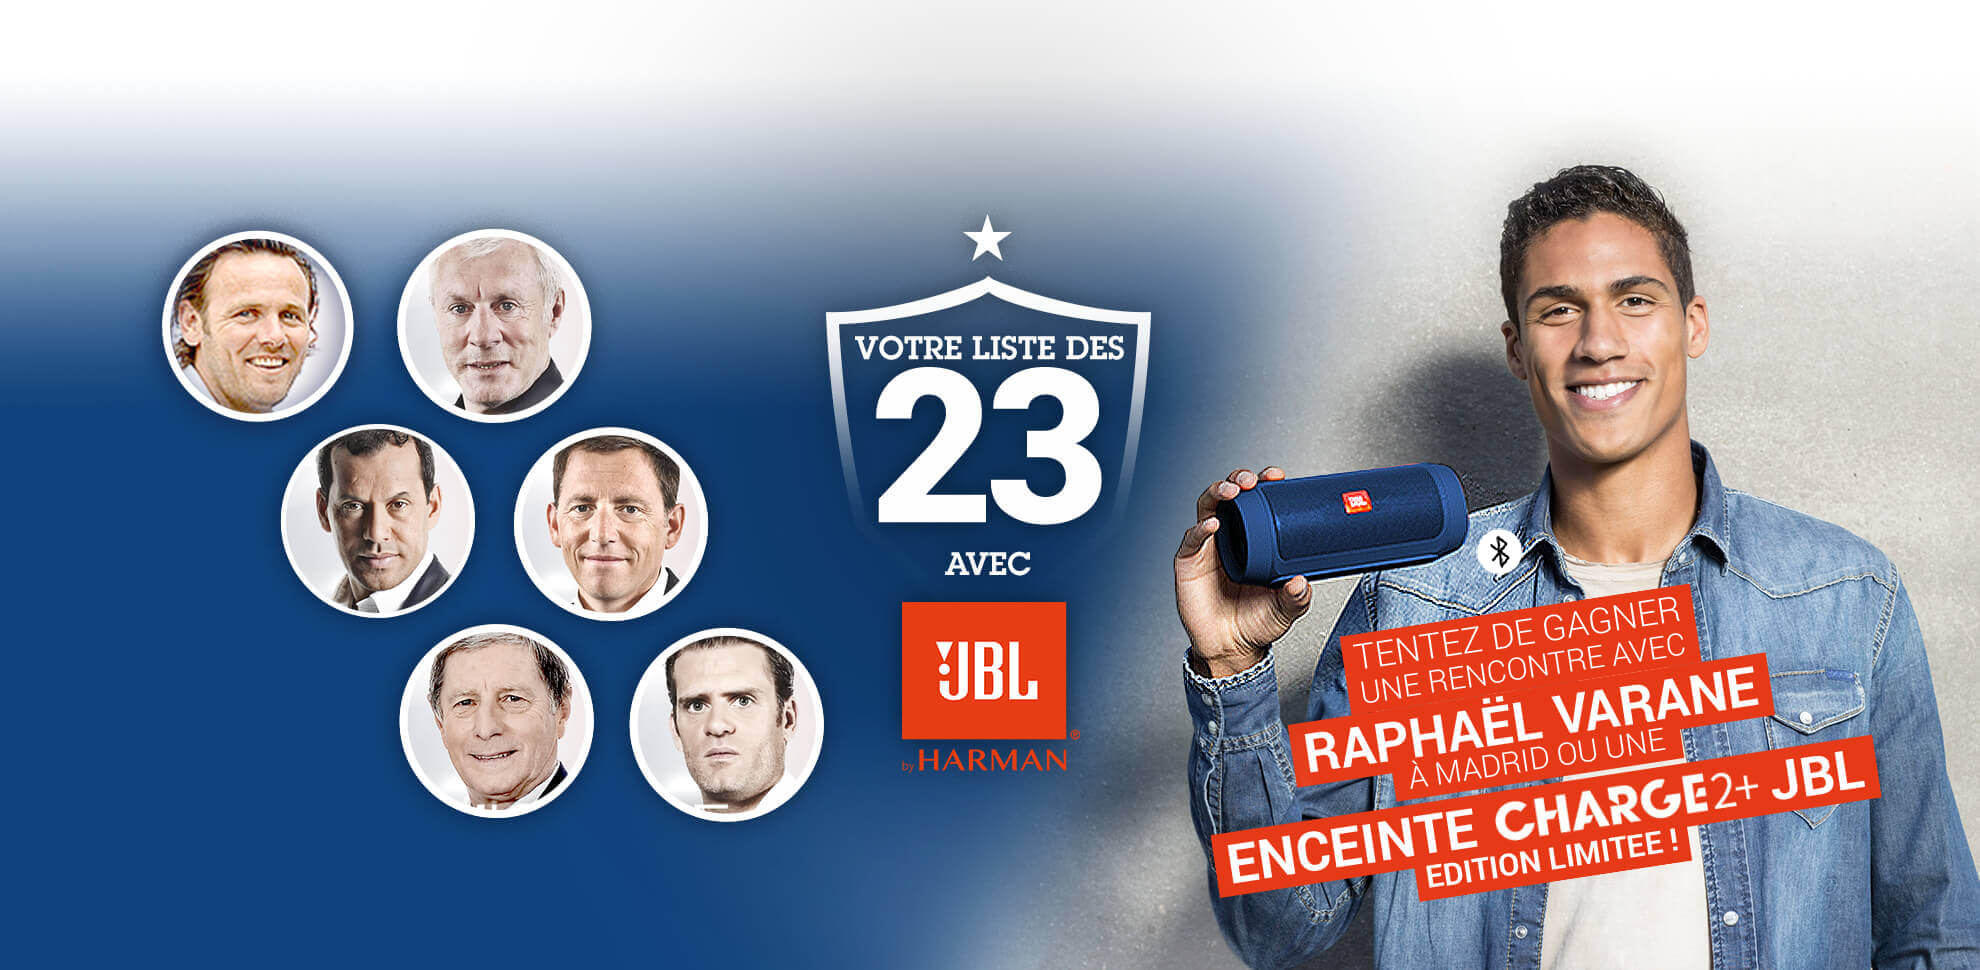 VOTRE LISTE DES
23
AVEC
JBL
by HARMAN
JBL
TENTEZ DE GAGNER
UNE RENCONTRE AVEC
RAPHAËL VARANE
À MADRID OU UNE
ENCEINTE CHARGE2+ JBL
EDITION LIMITEE !